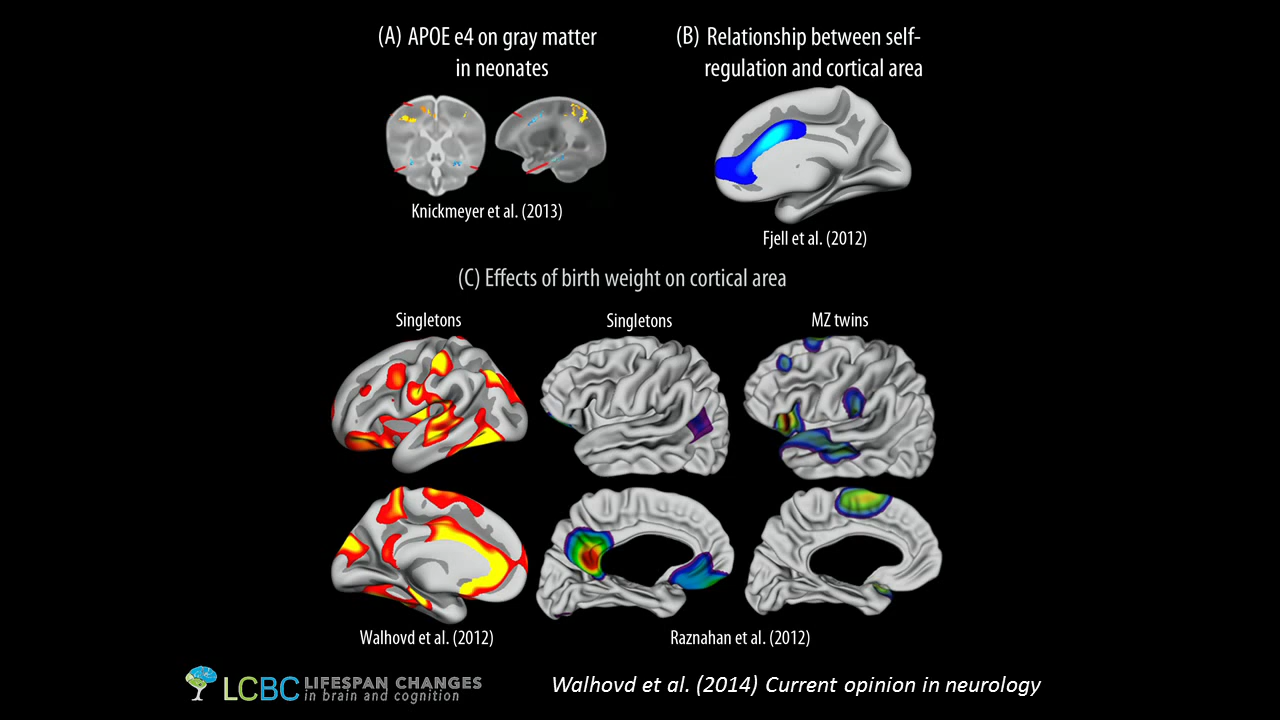 (A) APOE e4 on gray matter
in neonates
(B) Relationship between self-
regulation and cortical area
Knickmeyer et al. (2013)
Fjell et al. (2012)
(C) Effects of birth weight on cortical area
Singletons
Singletons
MZ twins
Walhovd et al. (2012)
Raznahan et al. (2012)
LCBC LIFESPAN CHANGES
in brain and cognition
Walhovd et al. (2014) Current opinion in neurology